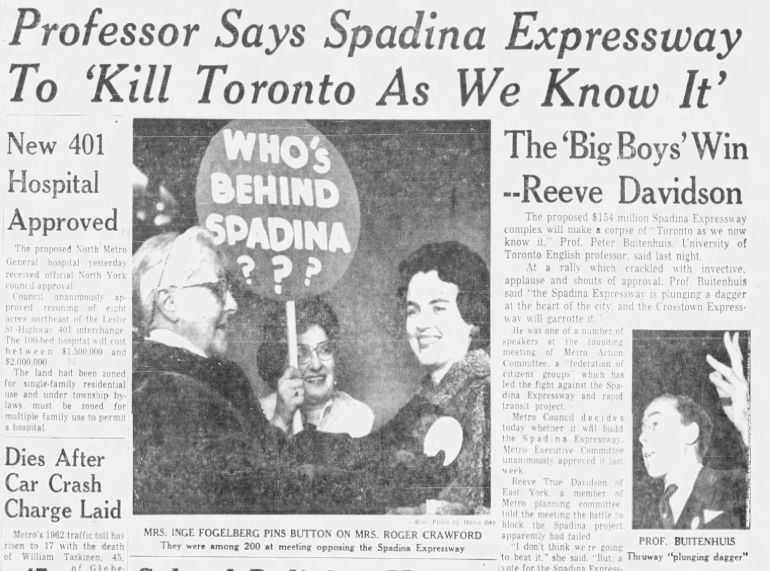 Professor Says Spadina Expressway
To 'Kill Toronto As We Know It'
New 401
Hospital
Approved
The proposed North Metro
General hospital yesterday
received official North York
council approval.
Council unanimously ap-
proved rezoning of eight
acres northeast of the Leslie
St.-Highway 401 interchange.
The 100-bed hospital will cost
between $1,500,000 and
$2,000,000
The land had been zoned
for single-family residential
use and under township by-
laws must be zoned for
multiple family use to permit
a hospital.
Dies After
Car Crash
Charge Laid
Metro's 1962 traffic toll has
risen to 17 with the death
of William Taskinen, 45,
of Glebe
WHO'S
BEHIND
SPADINA
? ? ?
Photo by
MRS. INGE FOGELBERG PINS BUTTON ON MRS. ROGER CRAWFORD
They were among 200 at meeting opposing the Spadina Expressway
The 'Big Boys' Win
--Reeve Davidson
The proposed $154 million Spadina Expressway
complex will make a corpse of "Toronto as we now
know it," Prof. Peter Buitenhuis, University of
Toronto English professor, said last night.
At a rally which crackled with invective,
applause and shouts of approval, Prof. Buitenhuis
said "the Spadina Expressway is plunging a dagger
at the heart of the city, and the Crosstown Express-
way will garrotte it."
He was one of a number of
speakers at the founding
meeting of Metro Action
Committee, a "federation of
citizens groups" which has
led the fight against the Spa-
dina Expressway and rapid
transit project.
Metro Council decides
today whether it will build
the Spadina Expressway.
Metro Executive Committee
unanimously approved it last
week.
Reeve True Davidson of
East York, a member of
Metro planning committee,
told the meeting the battle to
block the Spadina project
apparently had failed.
"I don't think we're going
to beat it," she said. "But, a
vote for the Spadina Express-
PROF. BUITENHUIS
Thruway "plunging dagger"